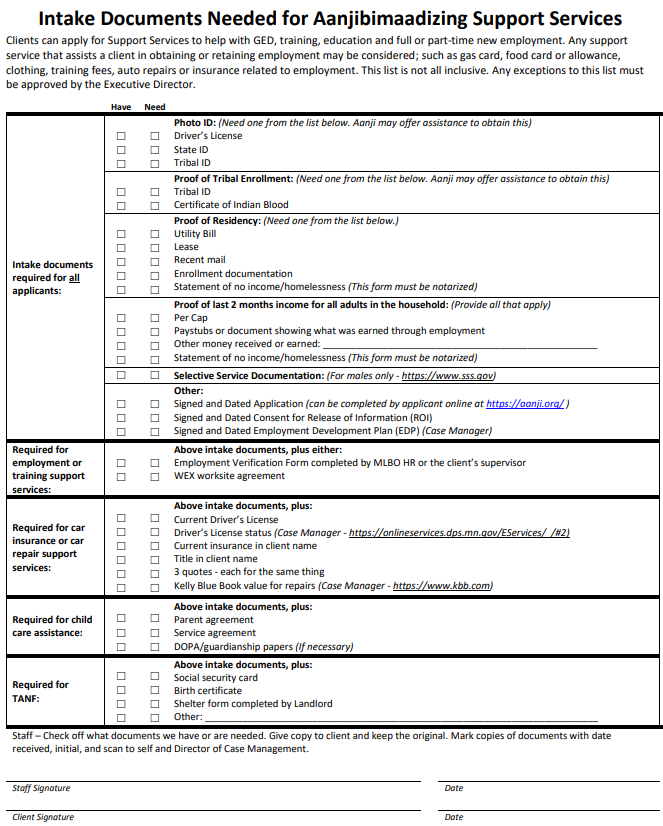 Intake Documents Needed for Aanjibimaadizing Support Services
Clients can apply for Support Services to help with GED, training, education and full or part-time new employment. Any support
service that assists a client in obtaining or retaining employment may be considered; such as gas card, food card or allowance,
clothing, training fees, auto repairs or insurance related to employment. This list is not all inclusive. Any exceptions to this list must
be approved by the Executive Director.
Have Need
Intake documents
required for all
applicants:
Photo ID: (Need one from the list below. Aanji may offer assistance to obtain this)
☐ ☐ Driver's License
☐ ☐ State ID
☐ ☐ Tribal ID
Proof of Tribal Enrollment: (Need one from the list below. Aanji may offer assistance to obtain this)
☐ ☐ Tribal ID
☐ ☐ Certificate of Indian Blood
Proof of Residency: (Need one from the list below.)
☐ ☐ Utility Bill
☐ ☐ Lease
☐ ☐ Recent mail
☐ ☐ Enrollment documentation
☐ ☐ Statement of no income/homelessness (This form must be notarized)
Proof of last 2 months income for all adults in the household: (Provide all that apply)
☐ ☐ Per Cap
☐ ☐ Paystubs or document showing what was earned through employment
☐ ☐ Other money received or earned: ____________________
☐ ☐ Statement of no income/homelessness (This form must be notarized)
☐ ☐ Selective Service Documentation: (For males only - https://www.sss.gov)
Other:
☐ ☐ Signed and Dated Application (can be completed by applicant online at https://aanji.org/ )
☐ ☐ Signed and Dated Consent for Release of Information (ROI)
☐ ☐ Signed and Dated Employment Development Plan (EDP) (Case Manager)
Required for
employment or
training support
services:
Above intake documents, plus either:
☐ ☐ Employment Verification Form completed by MLBO HR or the client's supervisor
☐ ☐ WEX worksite agreement
Required for car
insurance or car
repair support
services:
Above intake documents, plus:
☐ ☐ Current Driver's License
☐ ☐ Driver's License status (Case Manager - https://onlineservices.dps.mn.gov/EServices/_/#2)
☐ ☐ Current insurance in client name
☐ ☐ Title in client name
☐ ☐ 3 quotes - each for the same thing
☐ ☐ Kelly Blue Book value for repairs (Case Manager - https://www.kbb.com)
Required for child
care assistance:
Above intake documents, plus:
☐ ☐ Parent agreement
☐ ☐ Service agreement
☐ ☐ DOPA/guardianship papers (If necessary)
Required for
TANF:
Above intake documents, plus:
☐ ☐ Social security card
☐ ☐ Birth certificate
☐ ☐ Shelter form completed by Landlord
☐ ☐ Other: ____________________
Staff – Check off what documents we have or are needed. Give copy to client and keep the original. Mark copies of documents with date
received, initial, and scan to self and Director of Case Management.
Staff Signature Date
Client Signature Date